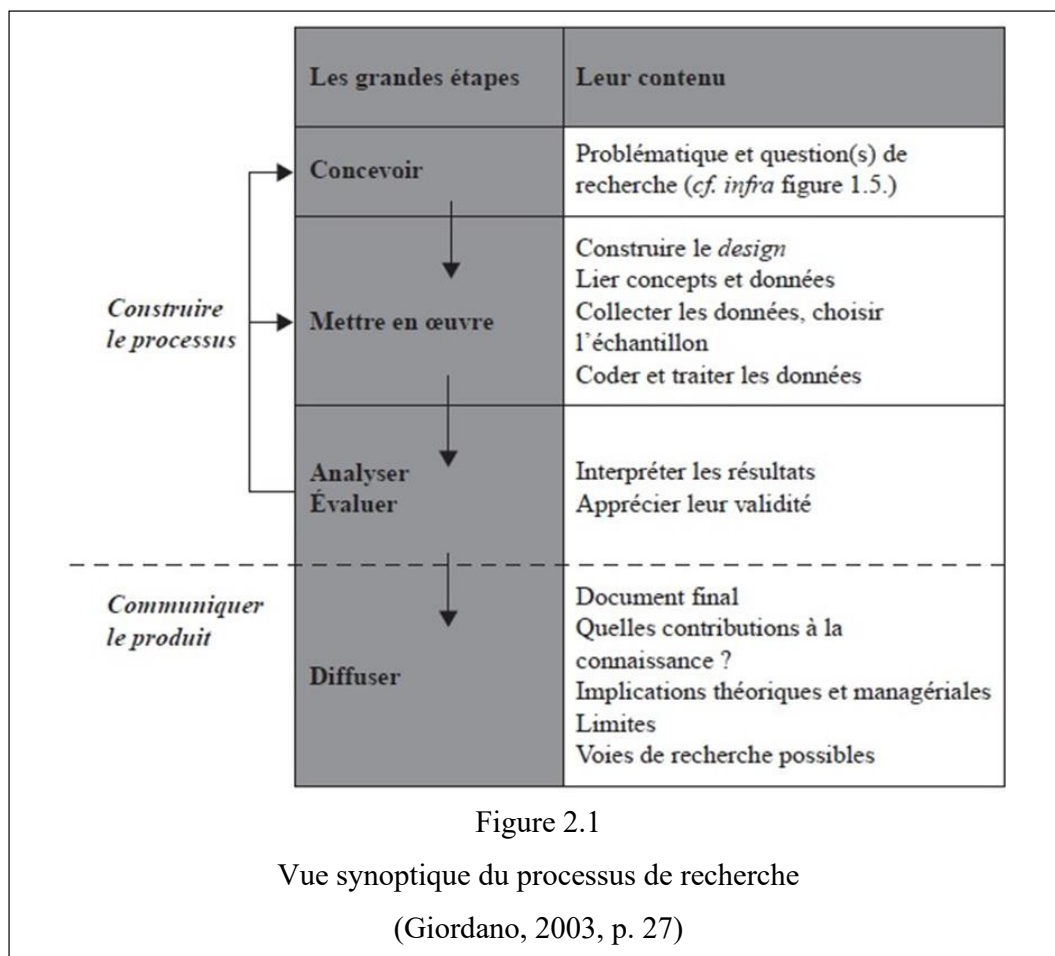 Les grandes étapes
Leur contenu
Concevoir
Problématique et question(s) de
recherche (cf. infra figure 1.5.)
Construire
le processus
Mettre en œuvre
Construire le design
Lier concepts et données
Collecter les données, choisir
l’échantillon
Coder et traiter les données
Analyser
Évaluer
Interpréter les résultats
Apprécier leur validité
Communiquer
le produit
Diffuser
Document final
Quelles contributions à la
connaissance ?
Implications théoriques et managériales
Limites
Voies de recherche possibles
Figure 2.1
Vue synoptique du processus de recherche
(Giordano, 2003, p. 27)